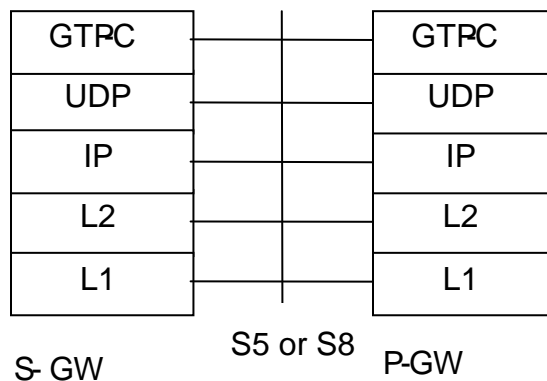 GTP-C GTP-C
UDP UDP
IP IP
L2 L2
L1 L1
S5 or S8
S- GW P-GW